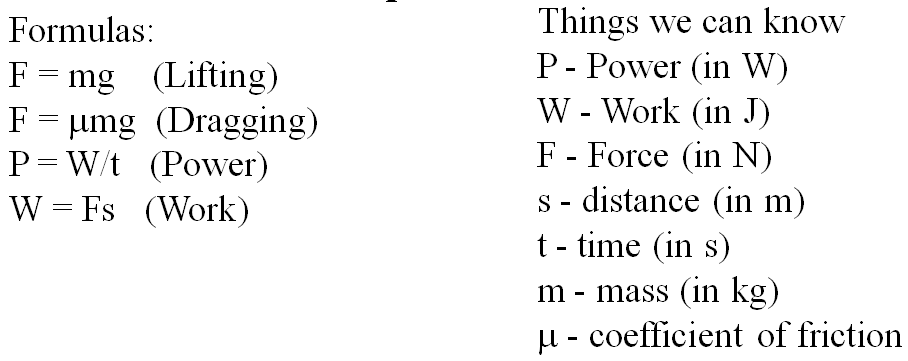 Formulas:
F = mg (Lifting)
F = μmg (Dragging)
P = W/t (Power)
W = Fs (Work)
Things we can know
P - Power (in W)
W - Work (in J)
F - Force (in N)
s - distance (in m)
t - time (in s)
m - mass (in kg)
μ - coefficient of friction